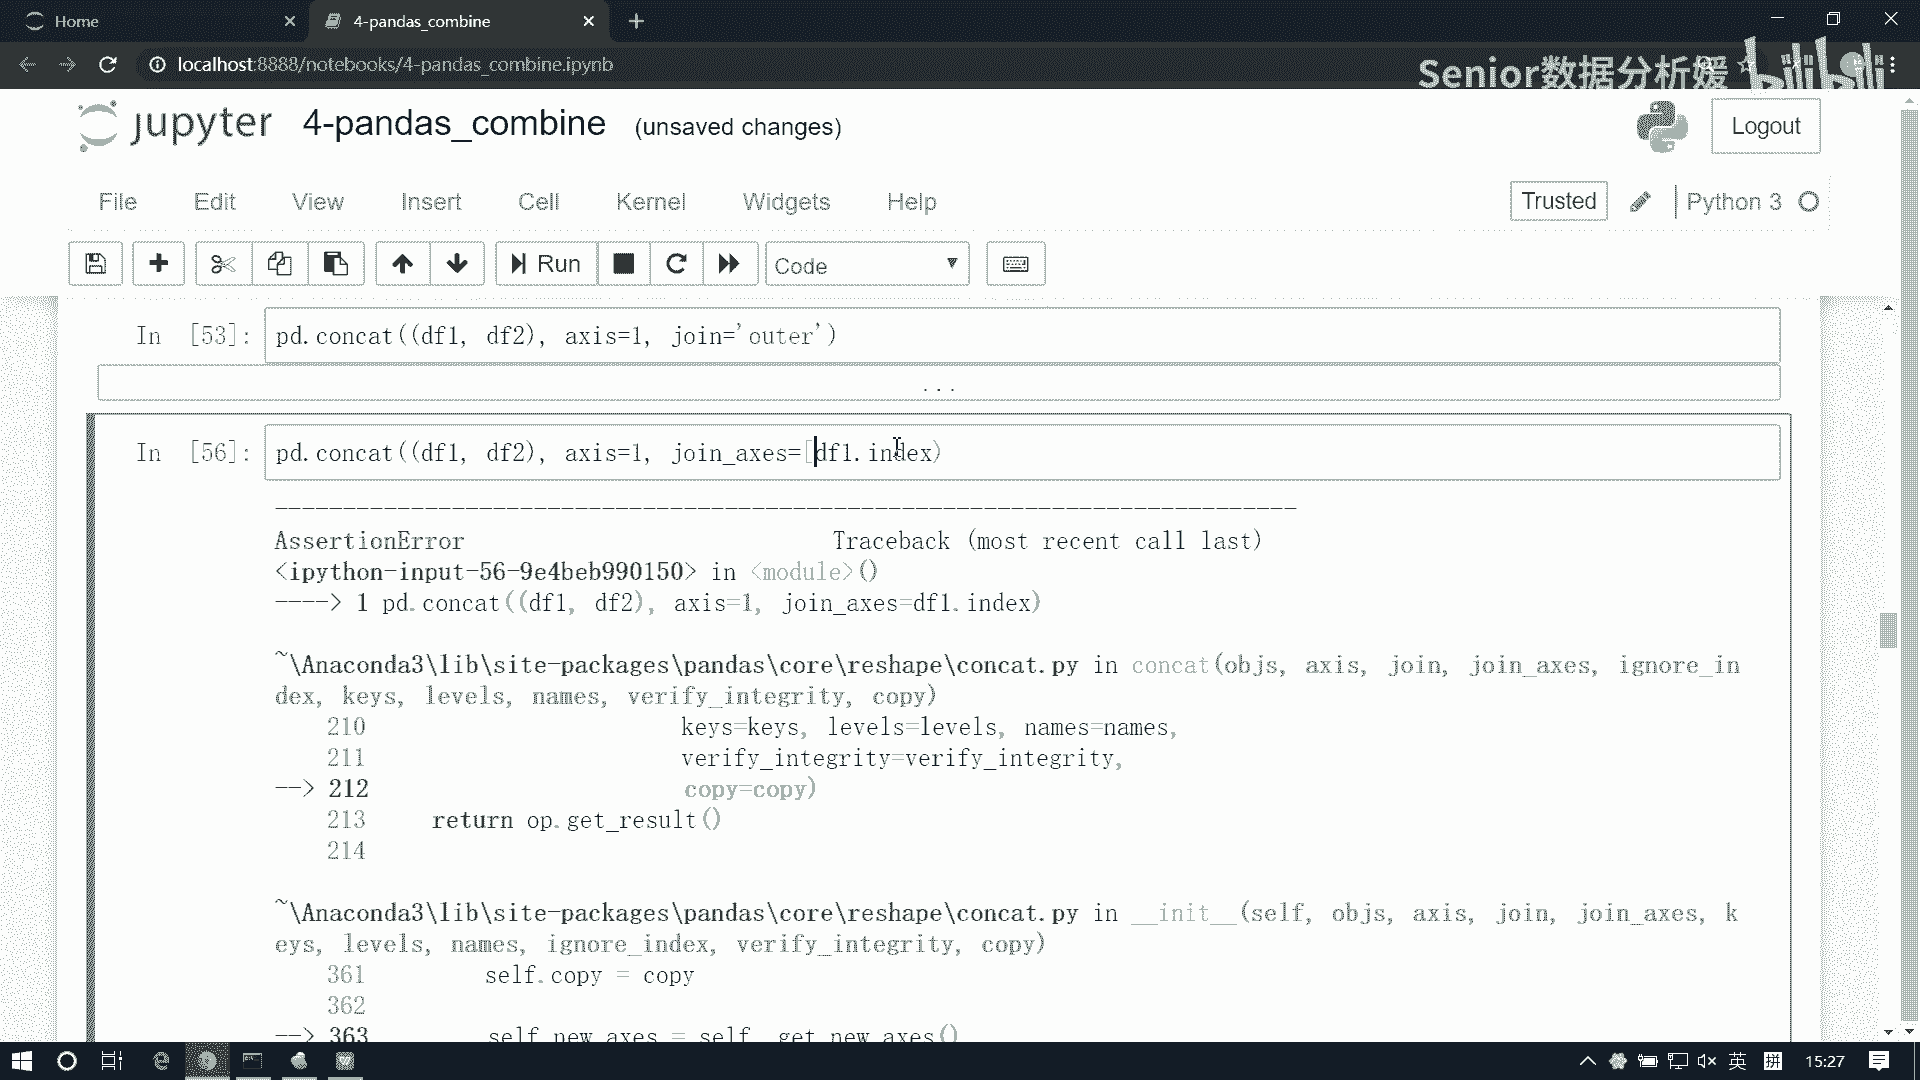 Home
4-pandas_combine
localhost:8888/notebooks/4-pandas_combine.ipynb
Senior数据分析媛 bilibili
jupyter 4-pandas_combine (unsaved changes)
Logout
File Edit View Insert Cell Kernel Widgets Help
Trusted
Python 3
Run
Code
In [53]: pd.concat((df1, df2), axis=1, join='outer')
...
In [56]: pd.concat((df1, df2), axis=1, join_axes=[df1.index)
---------------------------------------------------------------------------
AssertionError                            Traceback (most recent call last)
<ipython-input-56-9e4beb990150> in <module>()
----> 1 pd.concat((df1, df2), axis=1, join_axes=df1.index)
~\Anaconda3\lib\site-packages\pandas\core\reshape\concat.py in concat(objs, axis, join, join_axes, ignore_in
dex, keys, levels, names, verify_integrity, copy)
210 keys=keys, levels=levels, names=names,
211 verify_integrity=verify_integrity,
--> 212 copy=copy)
213 return op.get_result()
214
~\Anaconda3\lib\site-packages\pandas\core\reshape\concat.py in __init__(self, objs, axis, join, join_axes, k
eys, levels, names, ignore_index, verify_integrity, copy)
361 self.copy = copy
362
--> 363 self.new_axes = self._get_new_axes()
英 拼 15:27